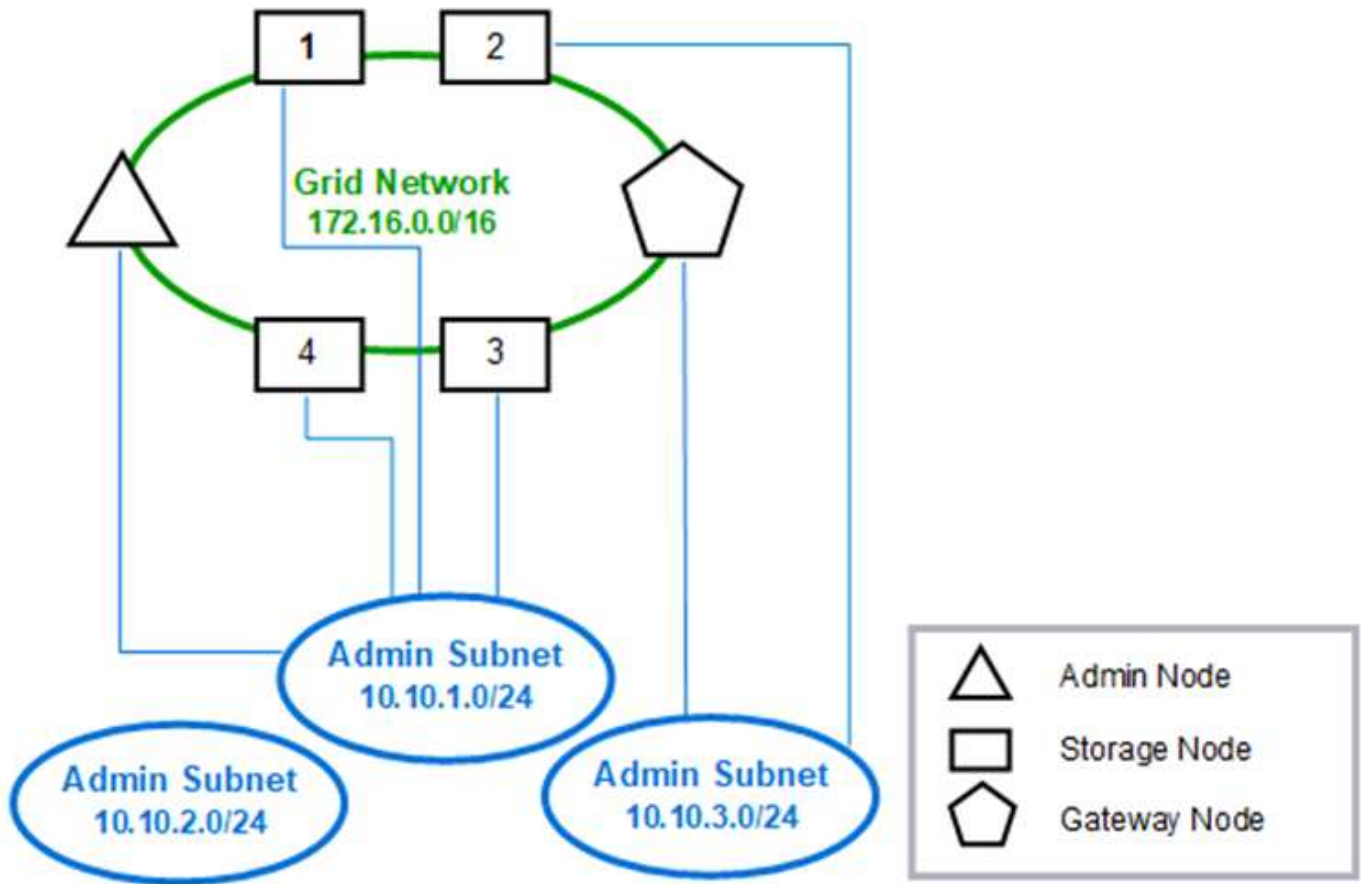 1
2
Grid Network
172.16.0.0/16
4
3
Admin Subnet
10.10.1.0/24
Admin Subnet
10.10.2.0/24
Admin Subnet
10.10.3.0/24
Admin Node
Storage Node
Gateway Node